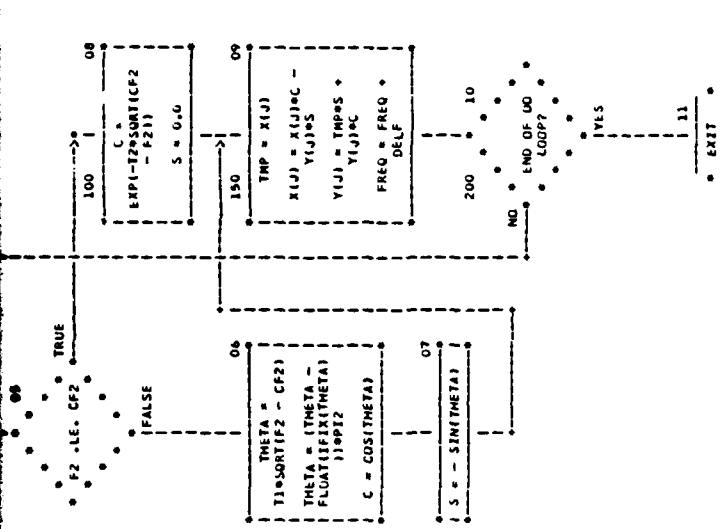 05
F2 .LE. CF2
TRUE
FALSE
06
THETA =
T1*SQRT(F2 - CF2)
THETA = (THETA -
FLOAT(IFIX(THETA)
))*PI2
C = COS(THETA)
07
S = - SIN(THETA)
100
08
C =
EXP(-T2*SQRT(CF2
- F2))
S = 0.0
150
09
TMP = X(J)
X(J) = X(J)*C -
Y(J)*S
Y(J) = TMP*S +
Y(J)*C
FREQ = FREQ +
DELF
200
10
END OF DO
LOOP?
NO
YES
11
EXIT